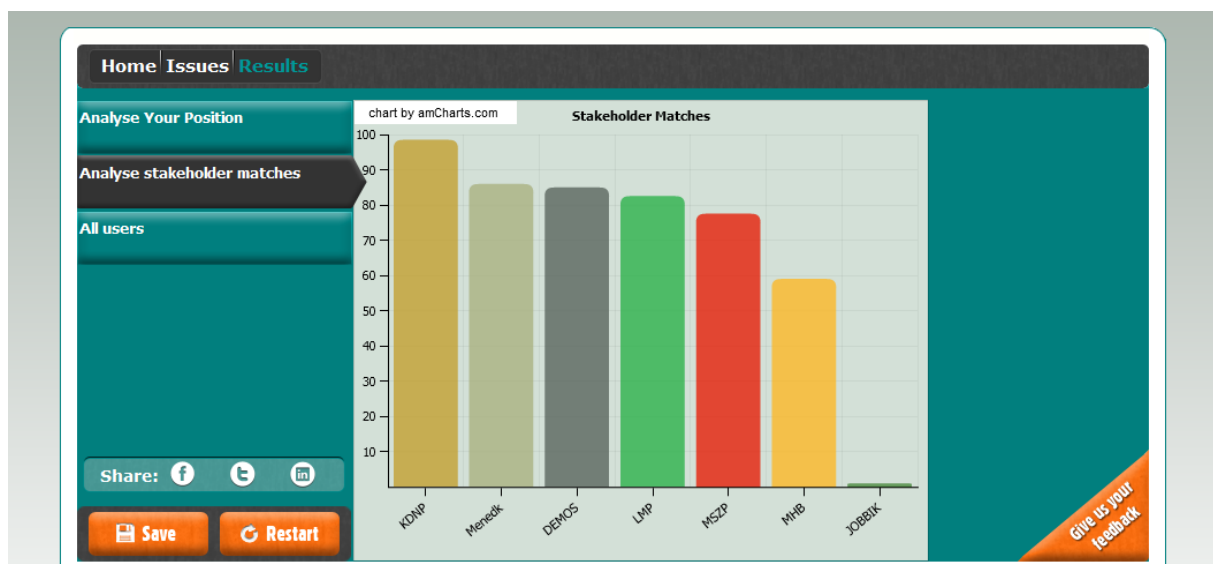 Home Issues Results
Analyse Your Position
Analyse stakeholder matches
All users
Share:
Save Restart
chart by amCharts.com
Stakeholder Matches
100
90
80
70
60
50
40
30
20
10
KDNP Menedk DEMOS LMP MSZP MHB JOBBIK
Give us your
feedback